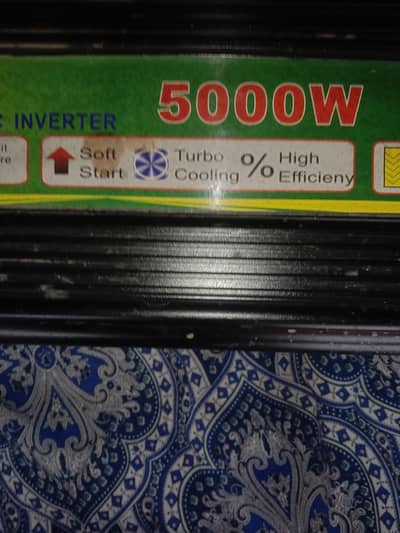 INVERTER
5000W
Soft
Start
Turbo
Cooling
%
High
Efficieny